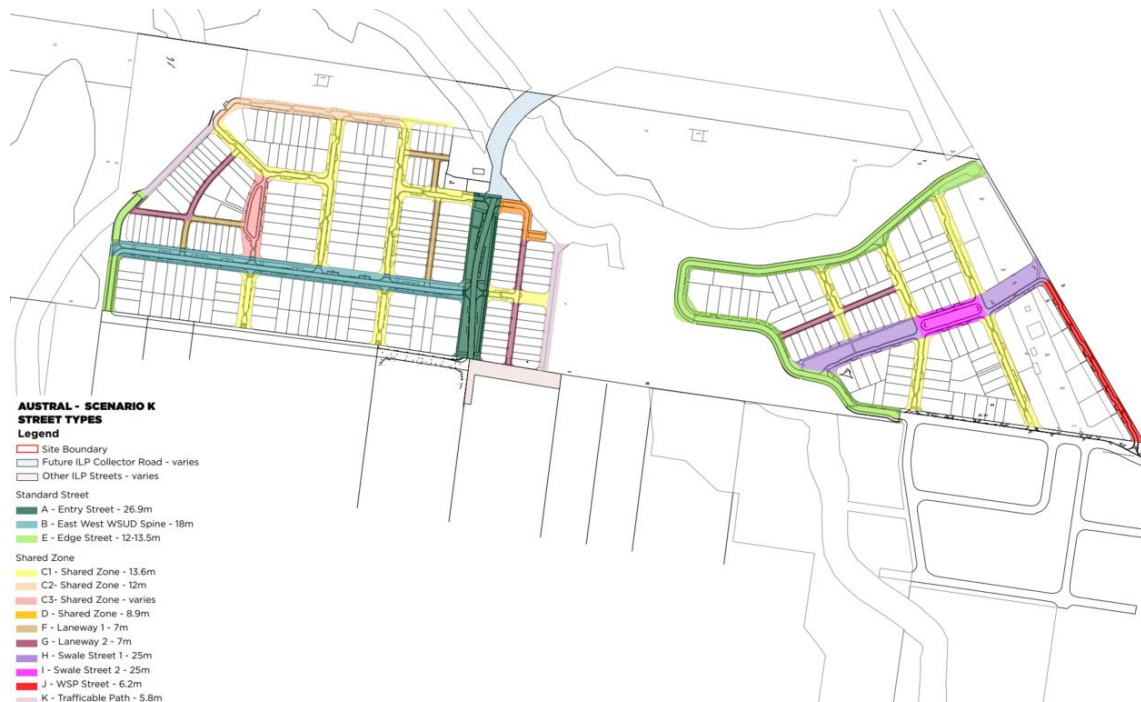 AUSTRAL - SCENARIO K
STREET TYPES
Legend
Site Boundary
Future ILP Collector Road - varies
Other ILP Streets - varies
Standard Street
A - Entry Street - 26.9m
B - East West WSUD Spine - 18m
E - Edge Street - 12-13.5m
Shared Zone
C1 - Shared Zone - 13.6m
C2- Shared Zone - 12m
C3- Shared Zone - varies
D - Shared Zone - 8.9m
F - Laneway 1 - 7m
G - Laneway 2 - 7m
H - Swale Street 1 - 25m
I - Swale Street 2 - 25m
J - WSP Street - 6.2m
K - Trafficable Path - 5.8m